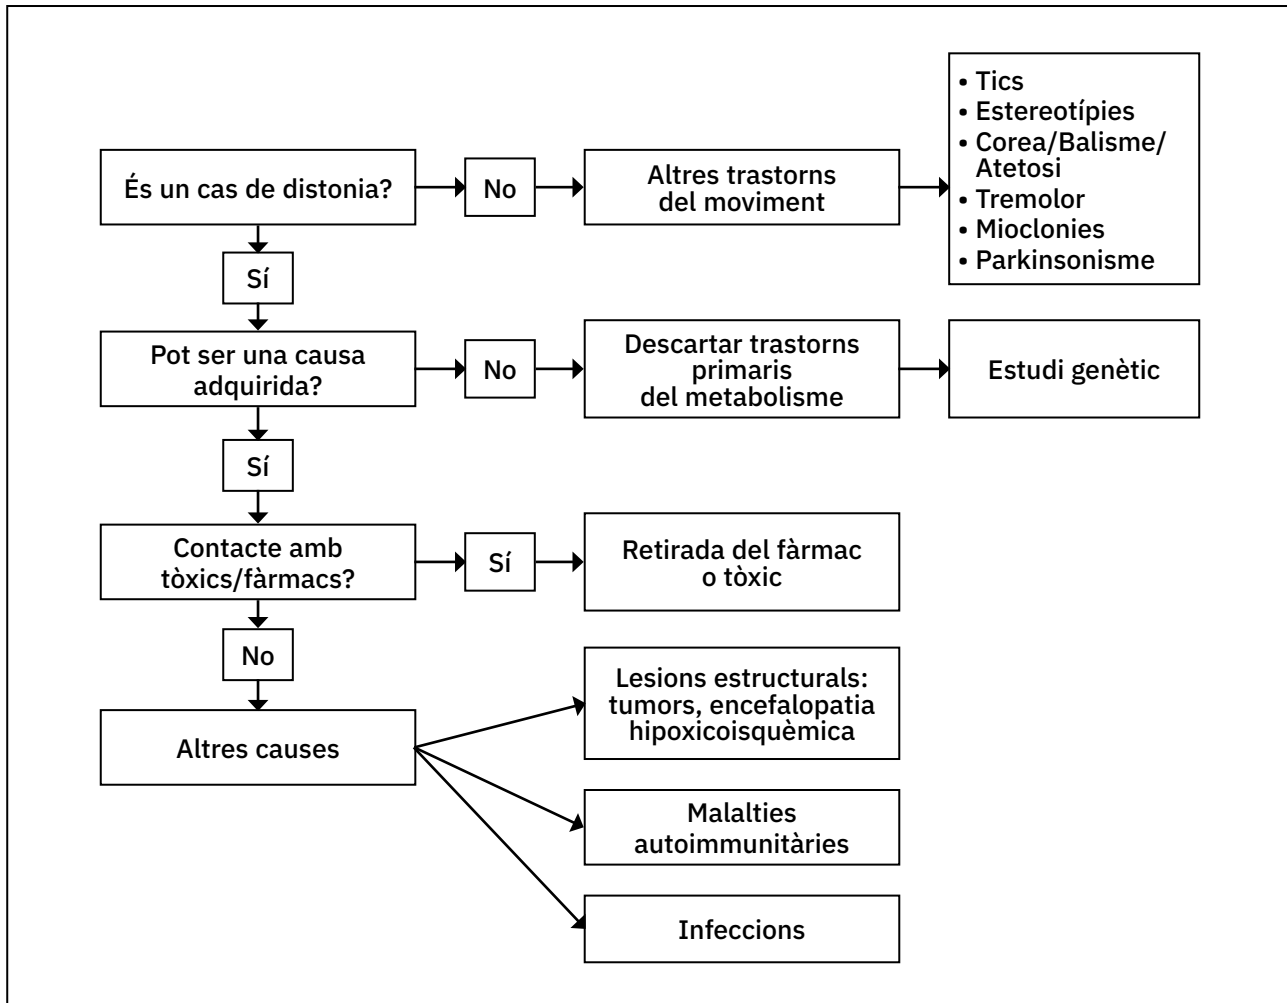 És un cas de distonia?
No
Altres trastorns
del moviment
• Tics
• Estereotípies
• Corea/Balisme/
Atetosi
• Tremolor
• Mioclonies
• Parkinsonisme
Sí
Pot ser una causa
adquirida?
No
Descartar trastorns
primaris
del metabolisme
Estudi genètic
Sí
Contacte amb
tòxics/fàrmacs?
Sí
Retirada del fàrmac
o tòxic
No
Altres causes
Lesions estructurals:
tumors, encefalopatia
hipoxicoisquèmica
Malalties
autoimmunitàries
Infeccions